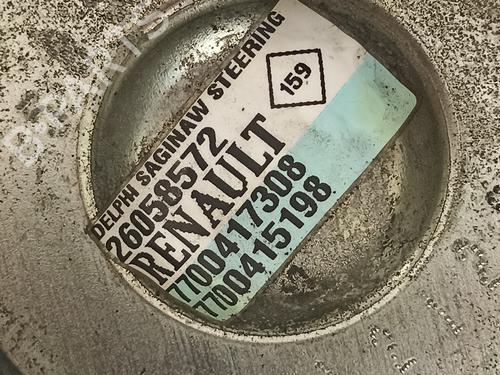 DELPHI SAGINAW STEERING
26058572
159
RENAULT
7700417308
7700415198
B-PARTS